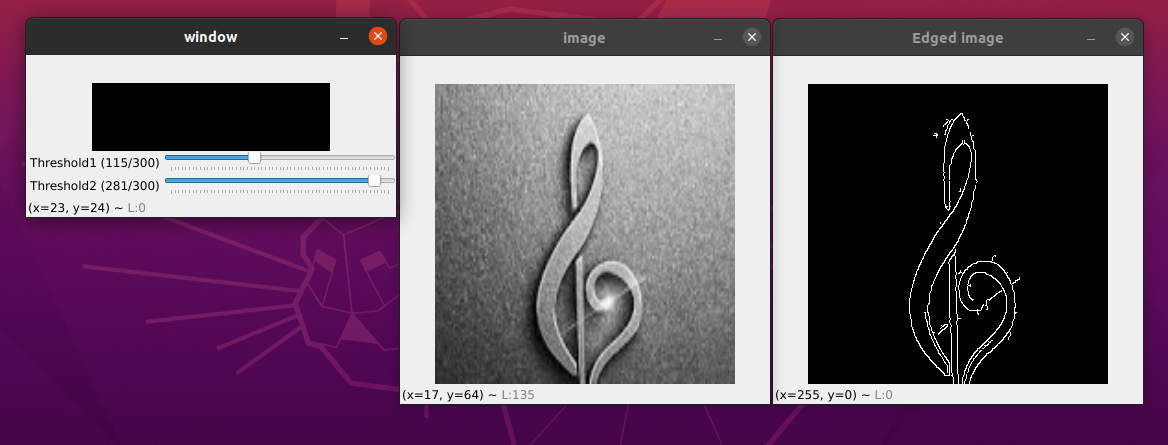 window
Threshold1 (115/300)
Threshold2 (281/300)
(x=23, y=24) ~ L:0
image
(x=17, y=64) ~ L:135
Edged image
(x=255, y=0) ~ L:0